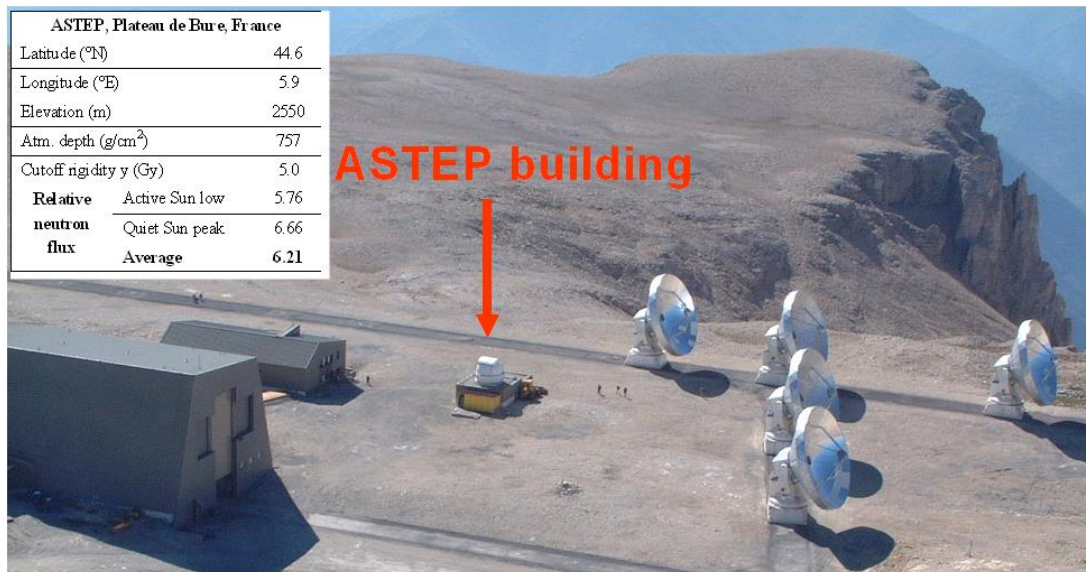 ASTEP, Plateau de Bure, France
Latitude (°N) 44.6
Longitude (°E) 5.9
Elevation (m) 2550
Atm. depth (g/cm²) 757
Cutoff rigidity y (Gy) 5.0
Relative neutron flux
Active Sun low 5.76
Quiet Sun peak 6.66
Average 6.21
ASTEP building